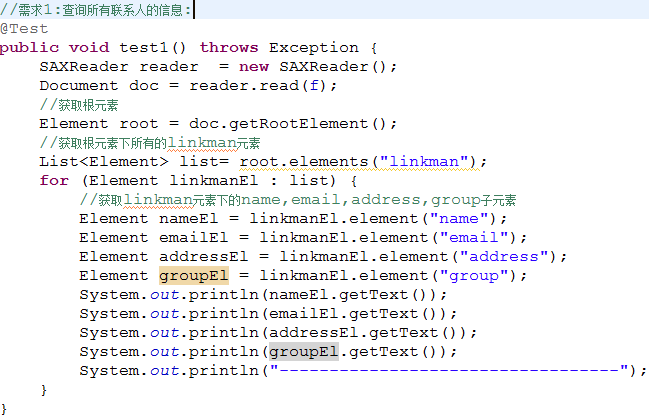 //需求1:查询所有联系人的信息:
@Test
public void test1() throws Exception {
    SAXReader reader  = new SAXReader();
    Document doc = reader.read(f);
    //获取根元素
    Element root = doc.getRootElement();
    //获取根元素下所有的linkman元素
    List<Element> list= root.elements("linkman");
    for (Element linkmanEl : list) {
        //获取linkman元素下的name,email,address,group子元素
        Element nameEl = linkmanEl.element("name");
        Element emailEl = linkmanEl.element("email");
        Element addressEl = linkmanEl.element("address");
        Element groupEl = linkmanEl.element("group");
        System.out.println(nameEl.getText());
        System.out.println(emailEl.getText());
        System.out.println(addressEl.getText());
        System.out.println(groupEl.getText());
        System.out.println("----------------------------------");
    }
}